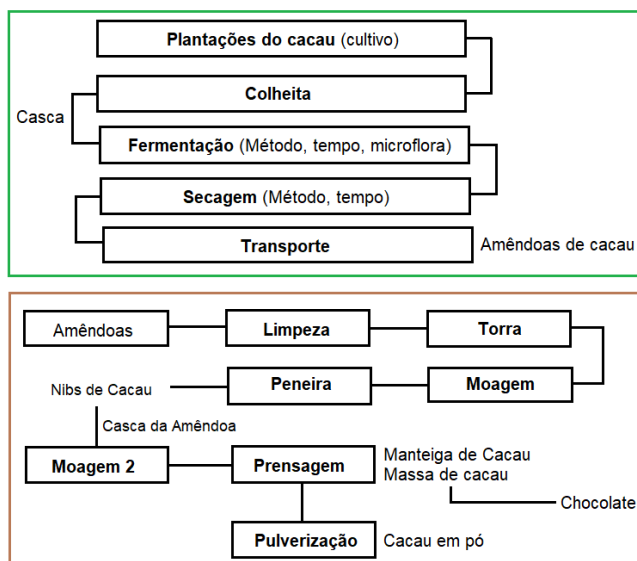 Plantações do cacau (cultivo)
Colheita
Casca
Fermentação (Método, tempo, microflora)
Secagem (Método, tempo)
Transporte
Amêndoas de cacau
Amêndoas
Limpeza
Torra
Nibs de Cacau
Peneira
Moagem
Casca da Amêndoa
Moagem 2
Prensagem
Manteiga de Cacau
Massa de cacau
Chocolate
Pulverização
Cacau em pó